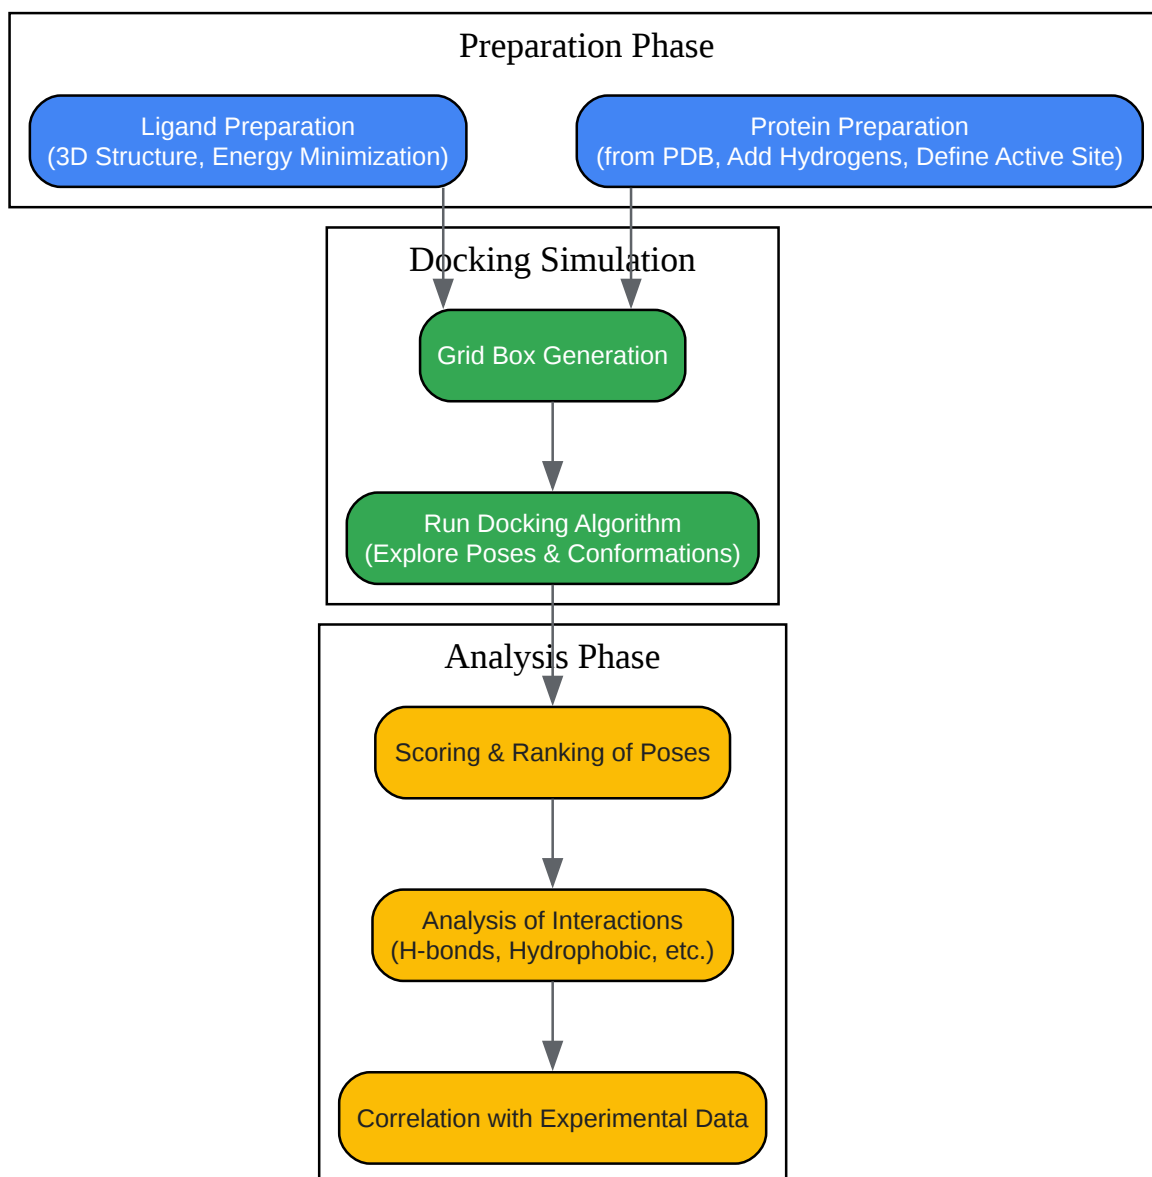 Preparation Phase
Ligand Preparation
(3D Structure, Energy Minimization)
Protein Preparation
(from PDB, Add Hydrogens, Define Active Site)
Docking Simulation
Grid Box Generation
Run Docking Algorithm
(Explore Poses & Conformations)
Analysis Phase
Scoring & Ranking of Poses
Analysis of Interactions
(H-bonds, Hydrophobic, etc.)
Correlation with Experimental Data